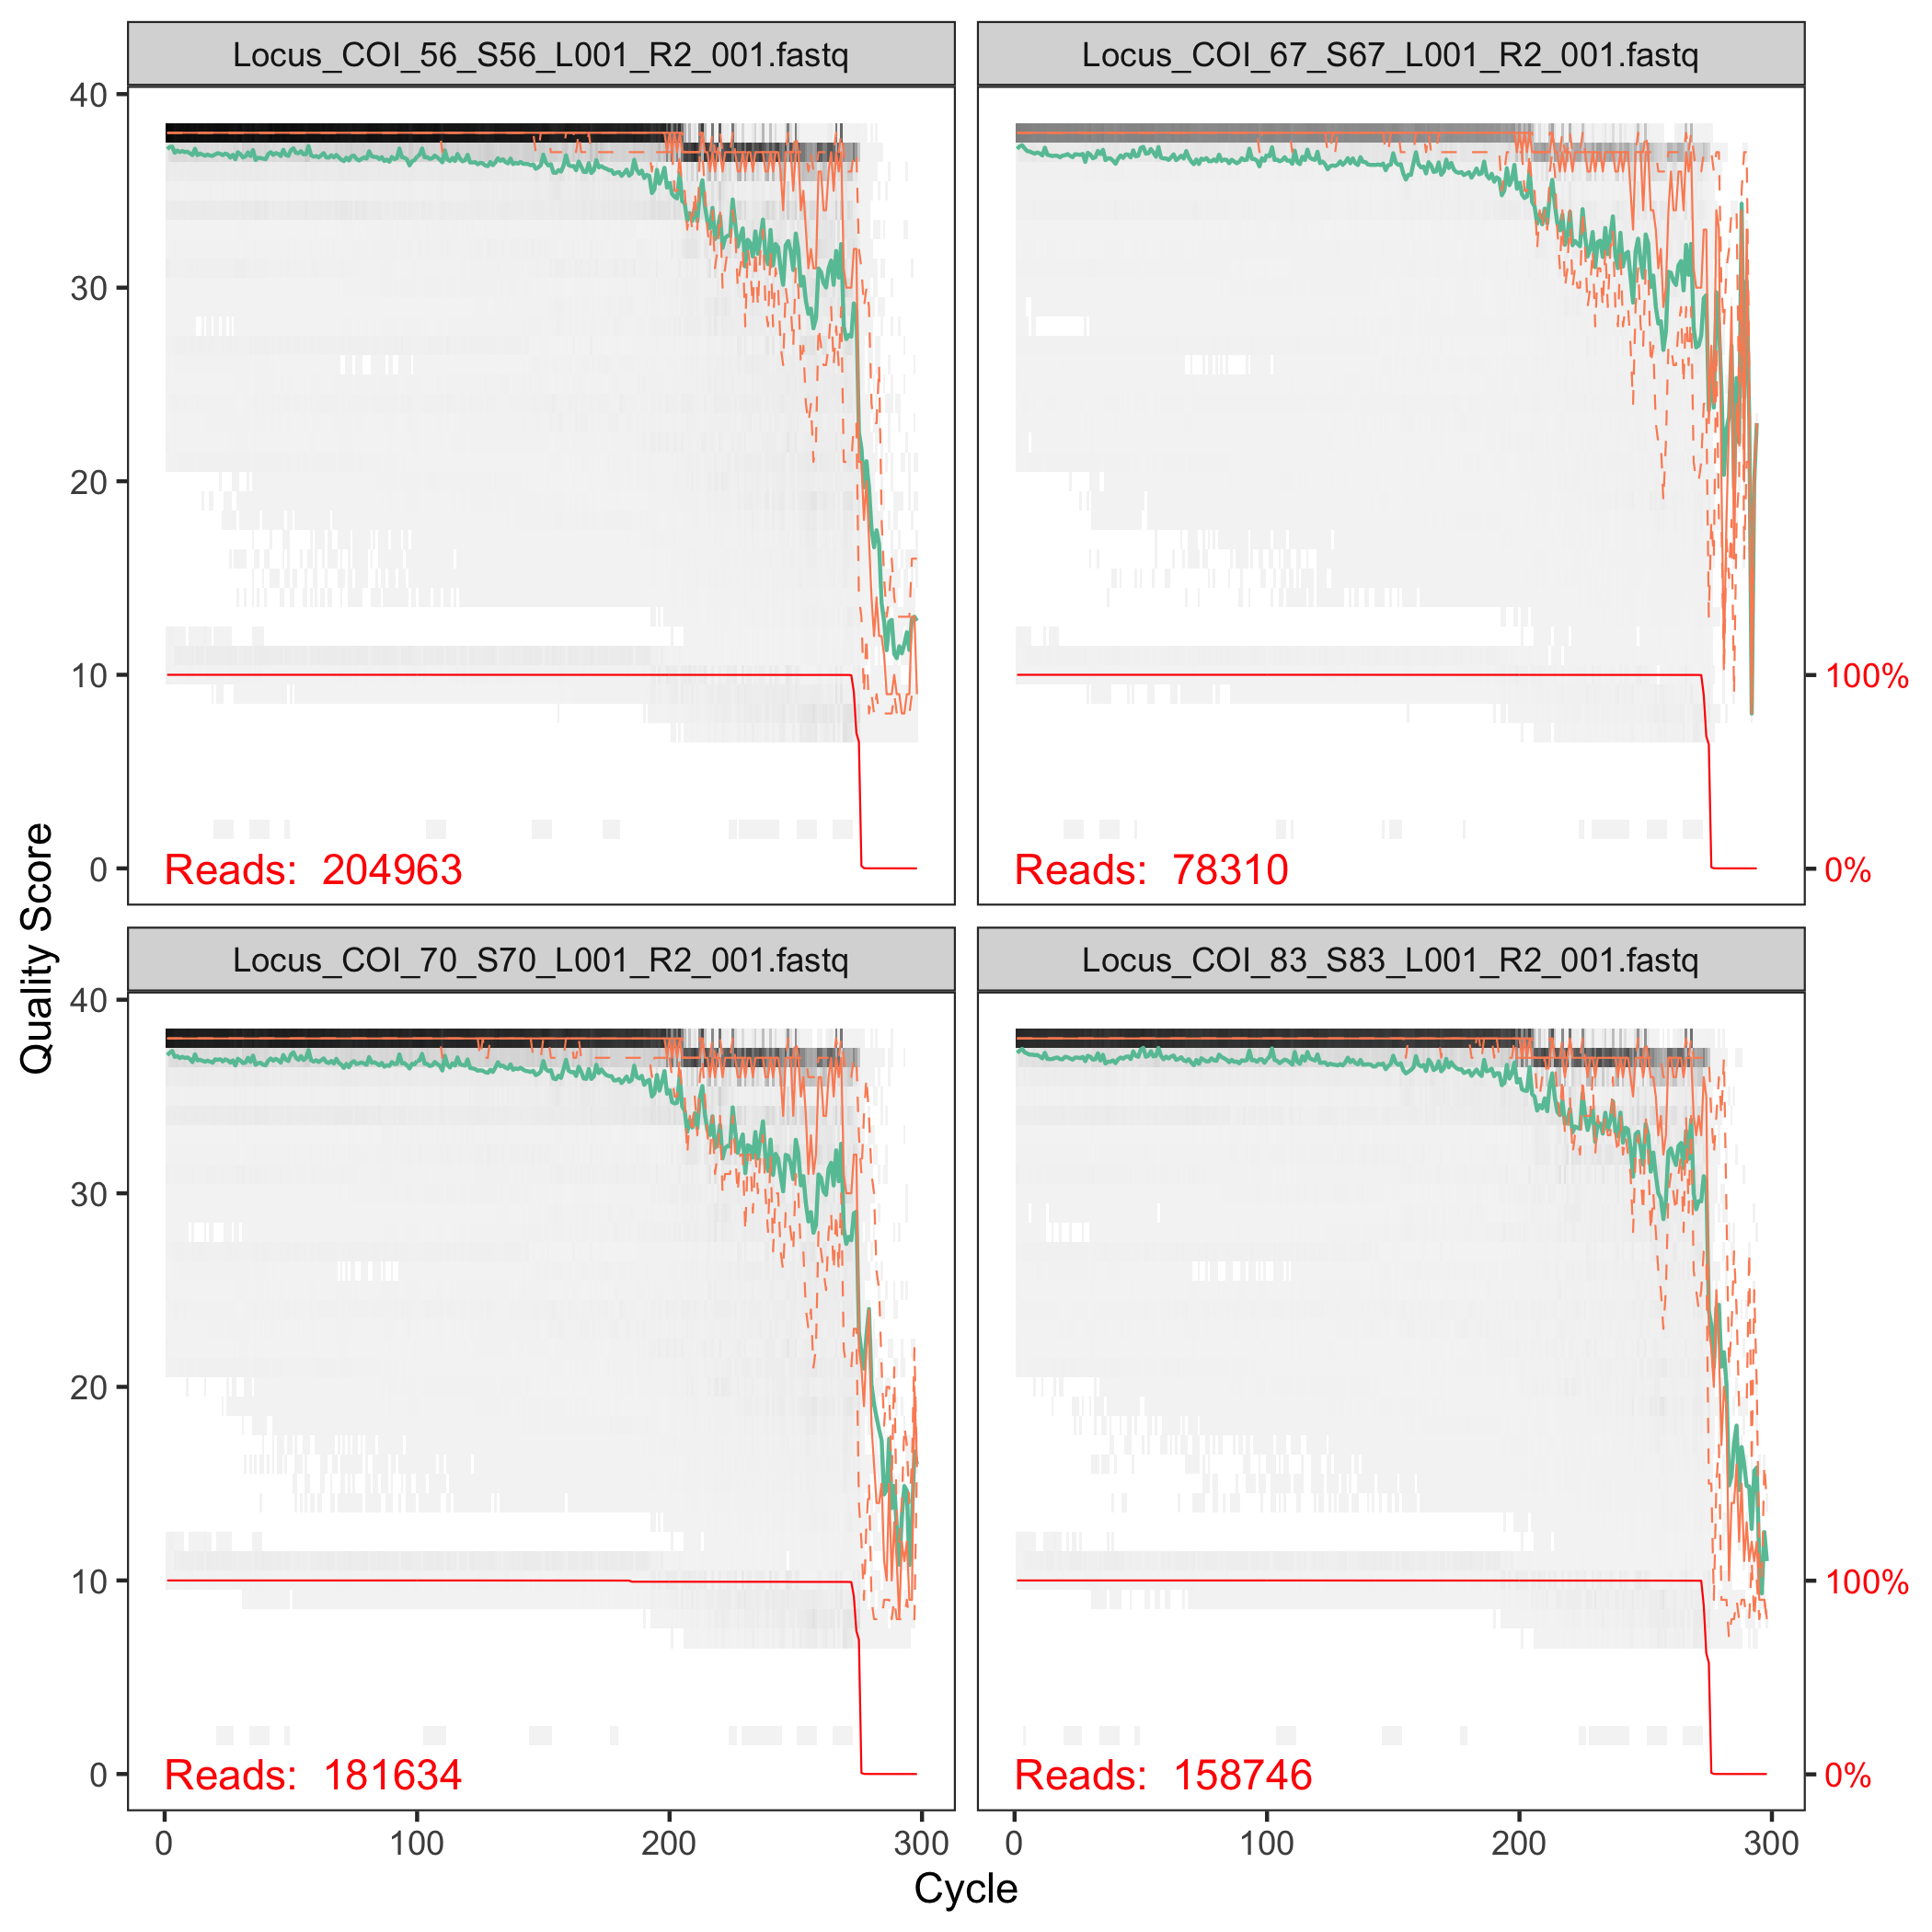 Locus_COI_56_S56_L001_R2_001.fastq
Locus_COI_67_S67_L001_R2_001.fastq
40
30
20
10
0
100%
0%
Reads: 204963
Reads: 78310
Quality Score
Locus_COI_70_S70_L001_R2_001.fastq
Locus_COI_83_S83_L001_R2_001.fastq
40
30
20
10
0
100%
0%
Reads: 181634
Reads: 158746
0 100 200 300
0 100 200 300
Cycle